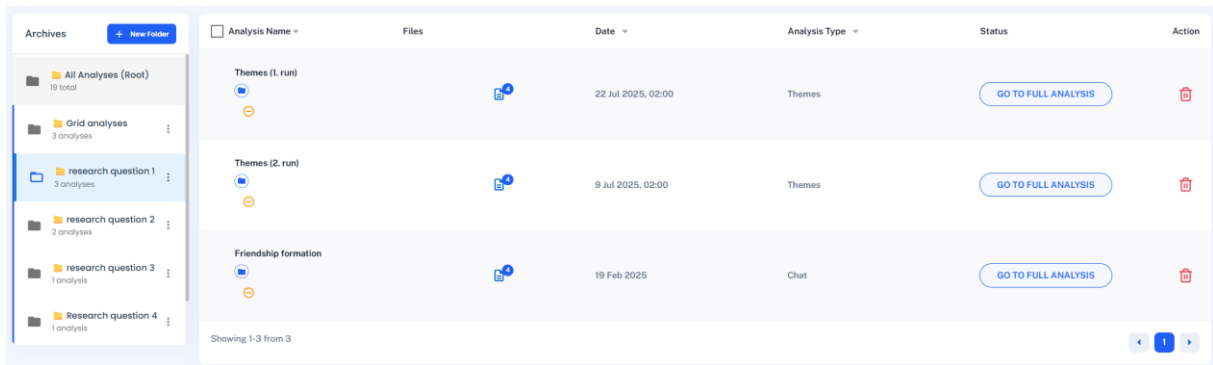 Archives
+ New Folder
All Analyses (Root)
19 total
Grid analyses
3 analyses
research question 1
3 analyses
research question 2
2 analyses
research question 3
1 analysis
Research question 4
1 analysis
Analysis Name Files Date Analysis Type Status Action
Themes (1. run)
4 22 Jul 2025, 02:00 Themes GO TO FULL ANALYSIS
Themes (2. run)
4 9 Jul 2025, 02:00 Themes GO TO FULL ANALYSIS
Friendship formation
4 19 Feb 2025 Chat GO TO FULL ANALYSIS
Showing 1-3 from 3
1